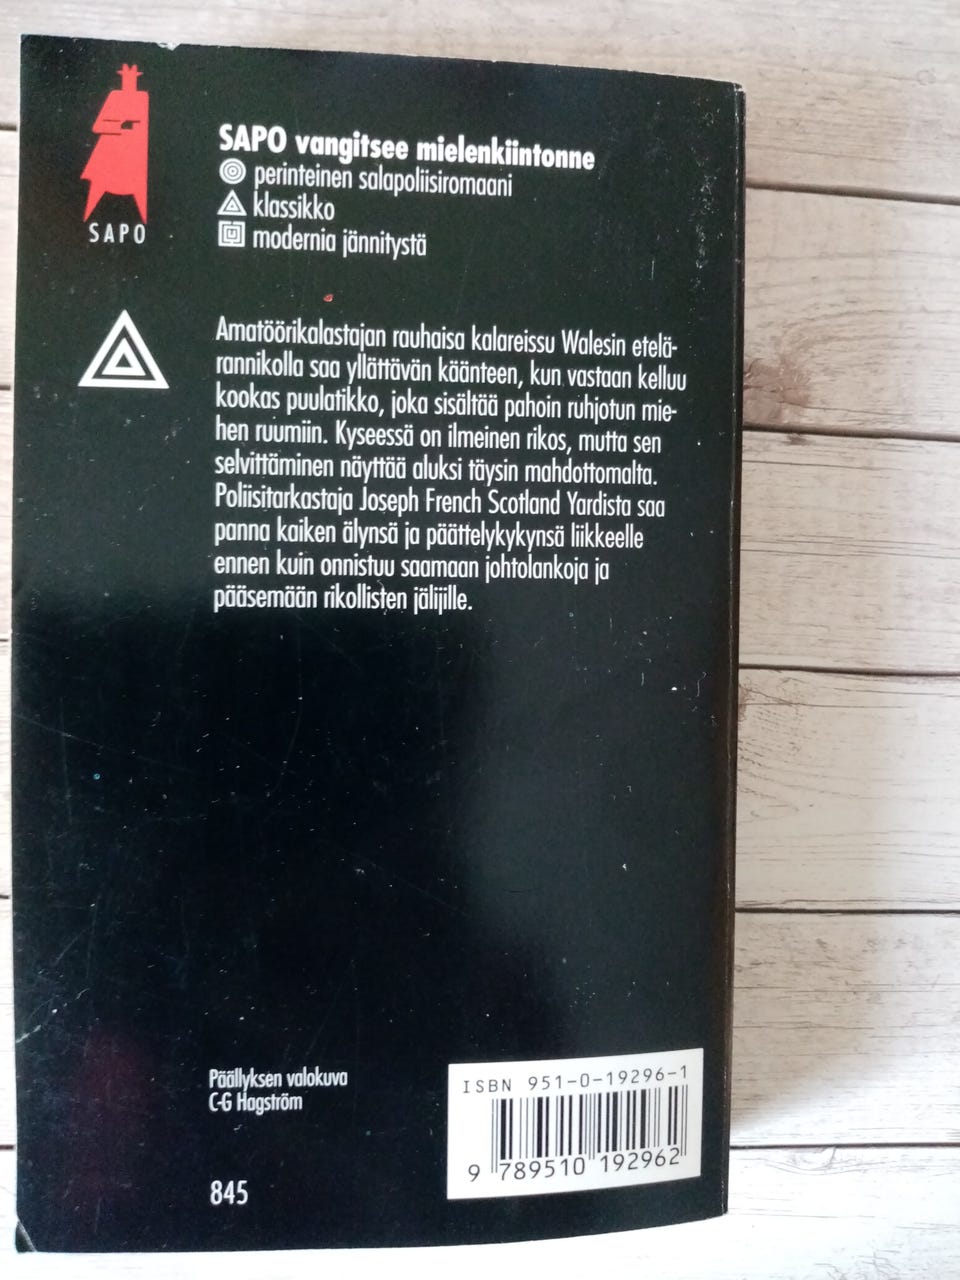 SAPO
SAPO vangitsee mielenkiintonne
perinteinen salapoliisiromaani
klassikko
modernia jännitystä
Amatöörikalastajan rauhaisa kalareissu Walesin etelä-
rannikolla saa yllättävän käänteen, kun vastaan kelluu
kookas puulatikko, joka sisältää pahoin ruhjotun mie-
hen ruumiin. Kyseessä on ilmeinen rikos, mutta sen
selvittäminen näyttää aluksi täysin mahdottomalta.
Poliisitarkastaja Joseph French Scotland Yardista saa
panna kaiken älynsä ja päättelykykynsä liikkeelle
ennen kuin onnistuu saamaan johtolankoja ja
pääsemään rikollisten jälijille.
Päällyksen valokuva
C-G Hagström
845
ISBN 951-0-19296-1
9 789510 192962